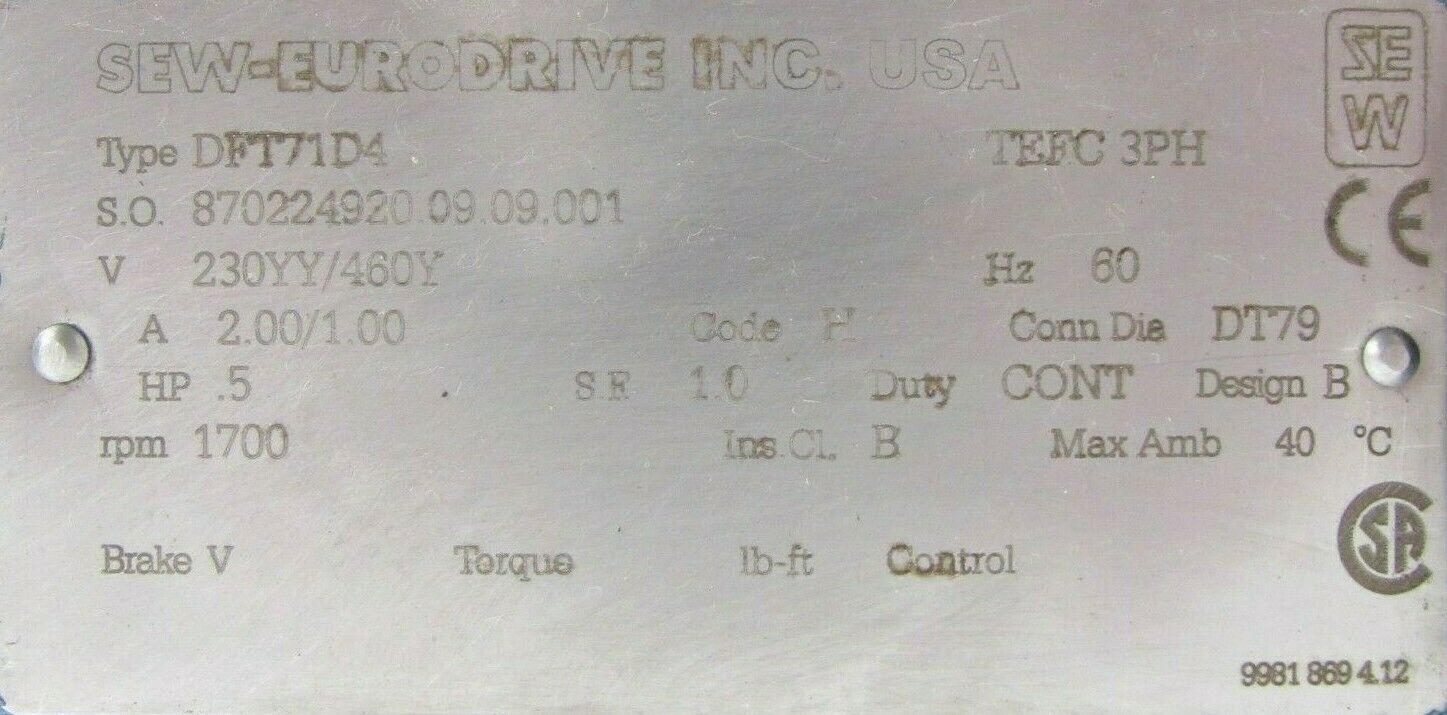 SEW-EURODRIVE INC. USA
SE
W
Type DFT71D4 TEFC 3PH
S.O. 870224920.09.09.001
CE
V 230YY/460Y Hz 60
A 2.00/1.00 Code H Conn Dia DT79
HP .5 S.F. 1.0 Duty CONT Design B
rpm 1700 Ins.Cl. B Max Amb 40 °C
Brake V Torque lb-ft Control
CSA
9981 869 4.12